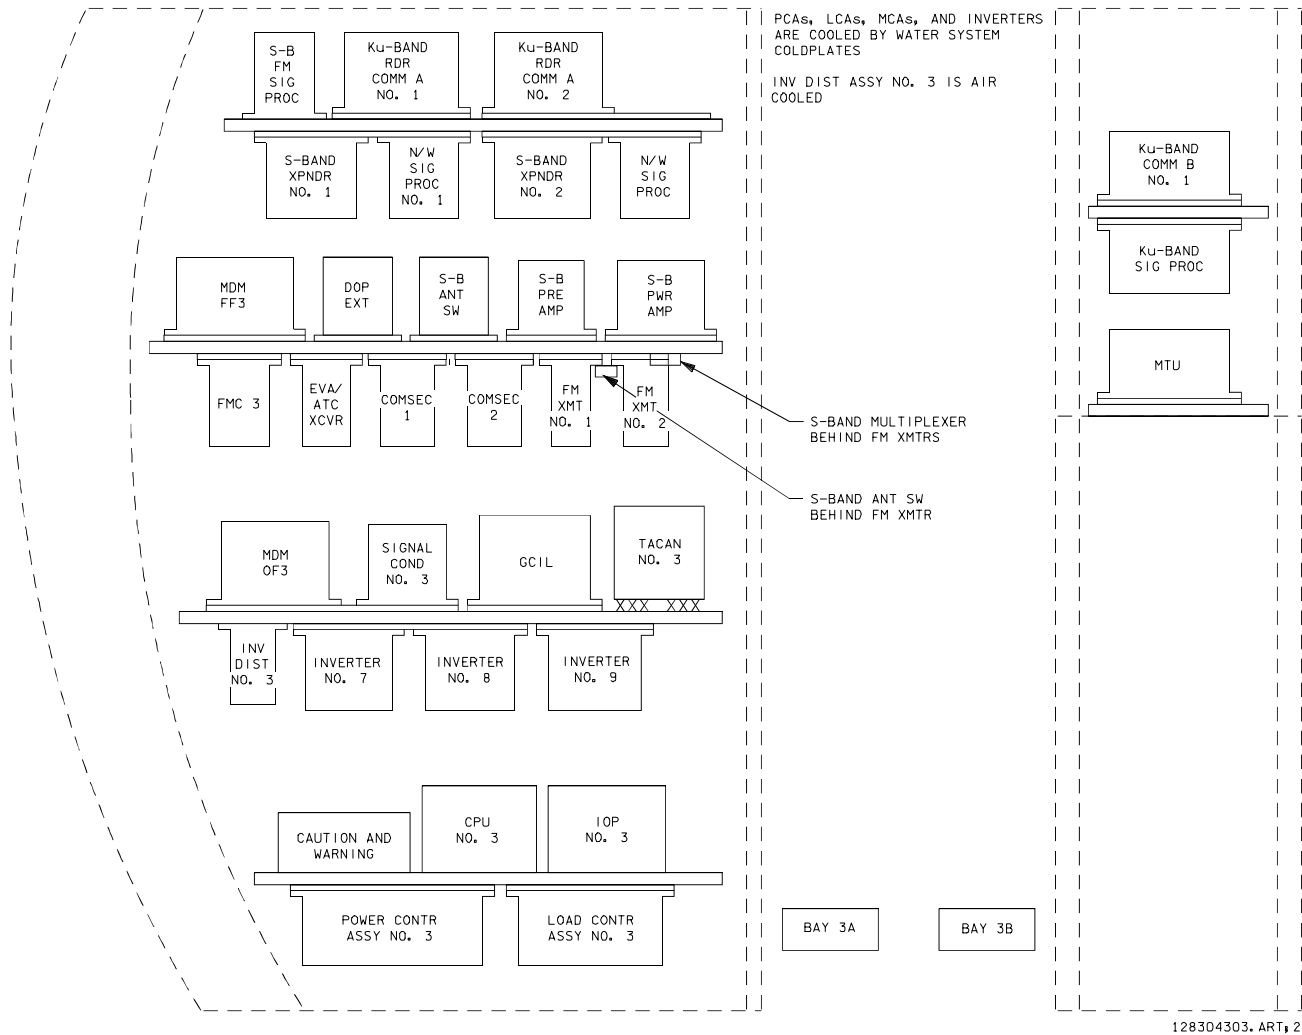 PCAs, LCAs, MCAs, AND INVERTERS
ARE COOLED BY WATER SYSTEM
COLDPLATES
INV DIST ASSY NO. 3 IS AIR
COOLED
S-B
FM
SIG
PROC
Ku-BAND
RDR
COMM A
NO. 1
Ku-BAND
RDR
COMM A
NO. 2
S-BAND
XPNDR
NO. 1
N/W
SIG
PROC
NO. 1
S-BAND
XPNDR
NO. 2
N/W
SIG
PROC
Ku-BAND
COMM B
NO. 1
Ku-BAND
SIG PROC
MDM
FF3
DOP
EXT
S-B
ANT
SW
S-B
PRE
AMP
S-B
PWR
AMP
MTU
FMC 3
EVA/
ATC
XCVR
COMSEC
1
COMSEC
2
FM
XMT
NO. 1
FM
XMT
NO. 2
S-BAND MULTIPLEXER
BEHIND FM XMTRS
S-BAND ANT SW
BEHIND FM XMTR
MDM
OF3
SIGNAL
COND
NO. 3
GCIL
TACAN
NO. 3
INV
DIST
NO. 3
INVERTER
NO. 7
INVERTER
NO. 8
INVERTER
NO. 9
CAUTION AND
WARNING
CPU
NO. 3
IOP
NO. 3
POWER CONTR
ASSY NO. 3
LOAD CONTR
ASSY NO. 3
BAY 3A
BAY 3B
128304303. ART; 2